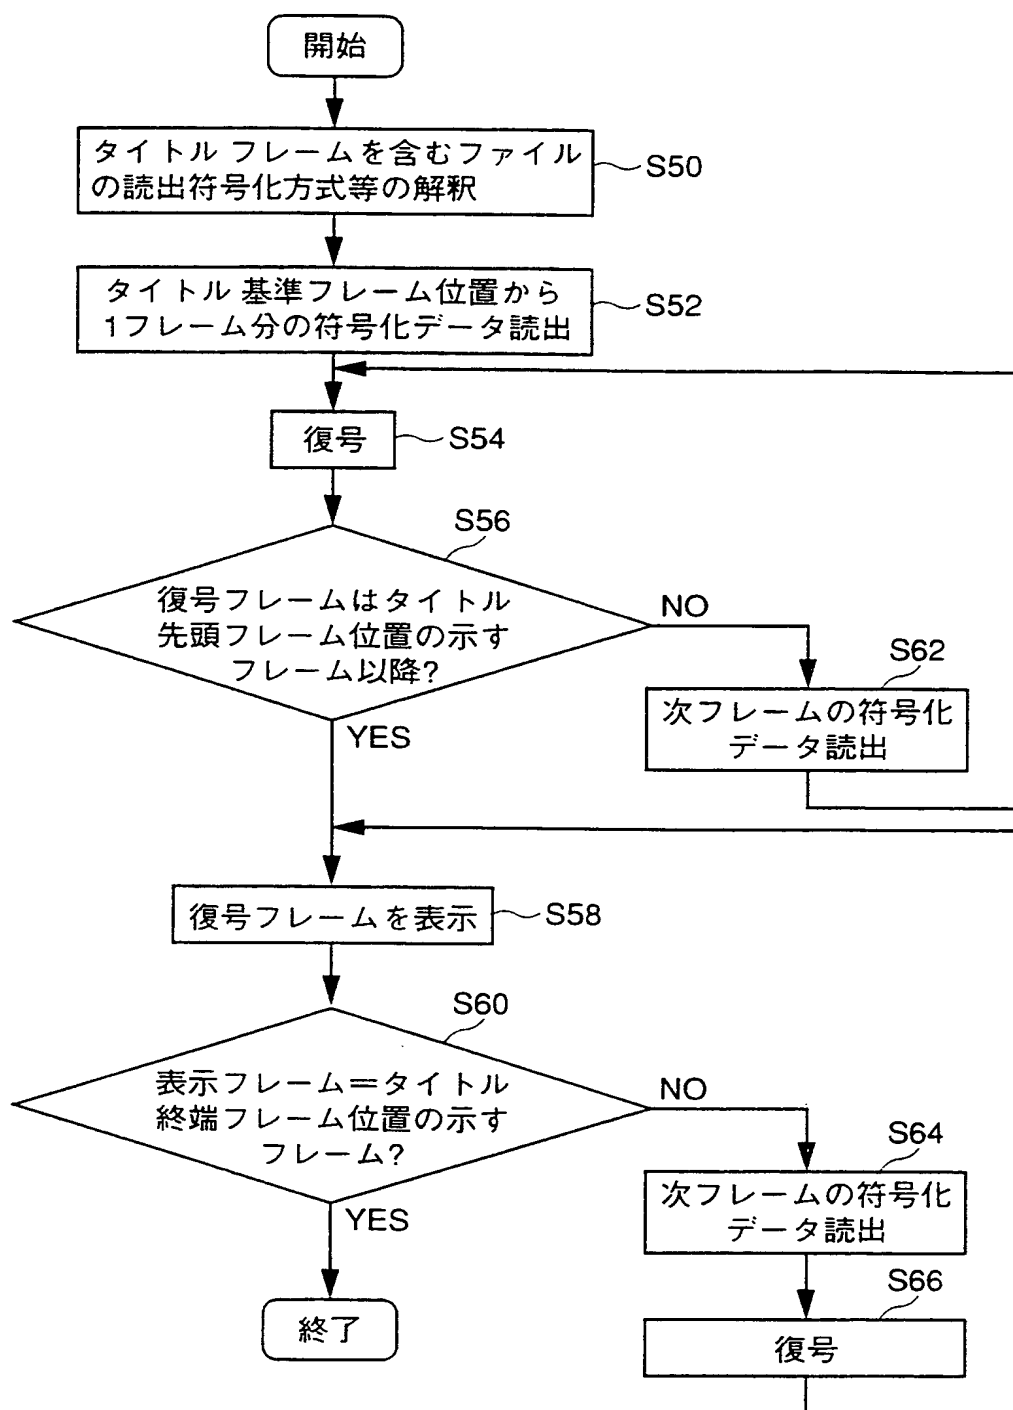 開始
タイトル フレームを含むファイル
の読出符号化方式等の解釈
S50
タイトル 基準フレーム位置から
1フレーム分の符号化データ読出
S52
復号
S54
S56
復号フレームはタイトル
先頭フレーム位置の示す
フレーム以降?
NO
YES
S62
次フレームの符号化
データ読出
復号フレームを表示
S58
S60
表示フレーム=タイトル
終端フレーム位置の示す
フレーム?
NO
YES
S64
次フレームの符号化
データ読出
S66
復号
終了